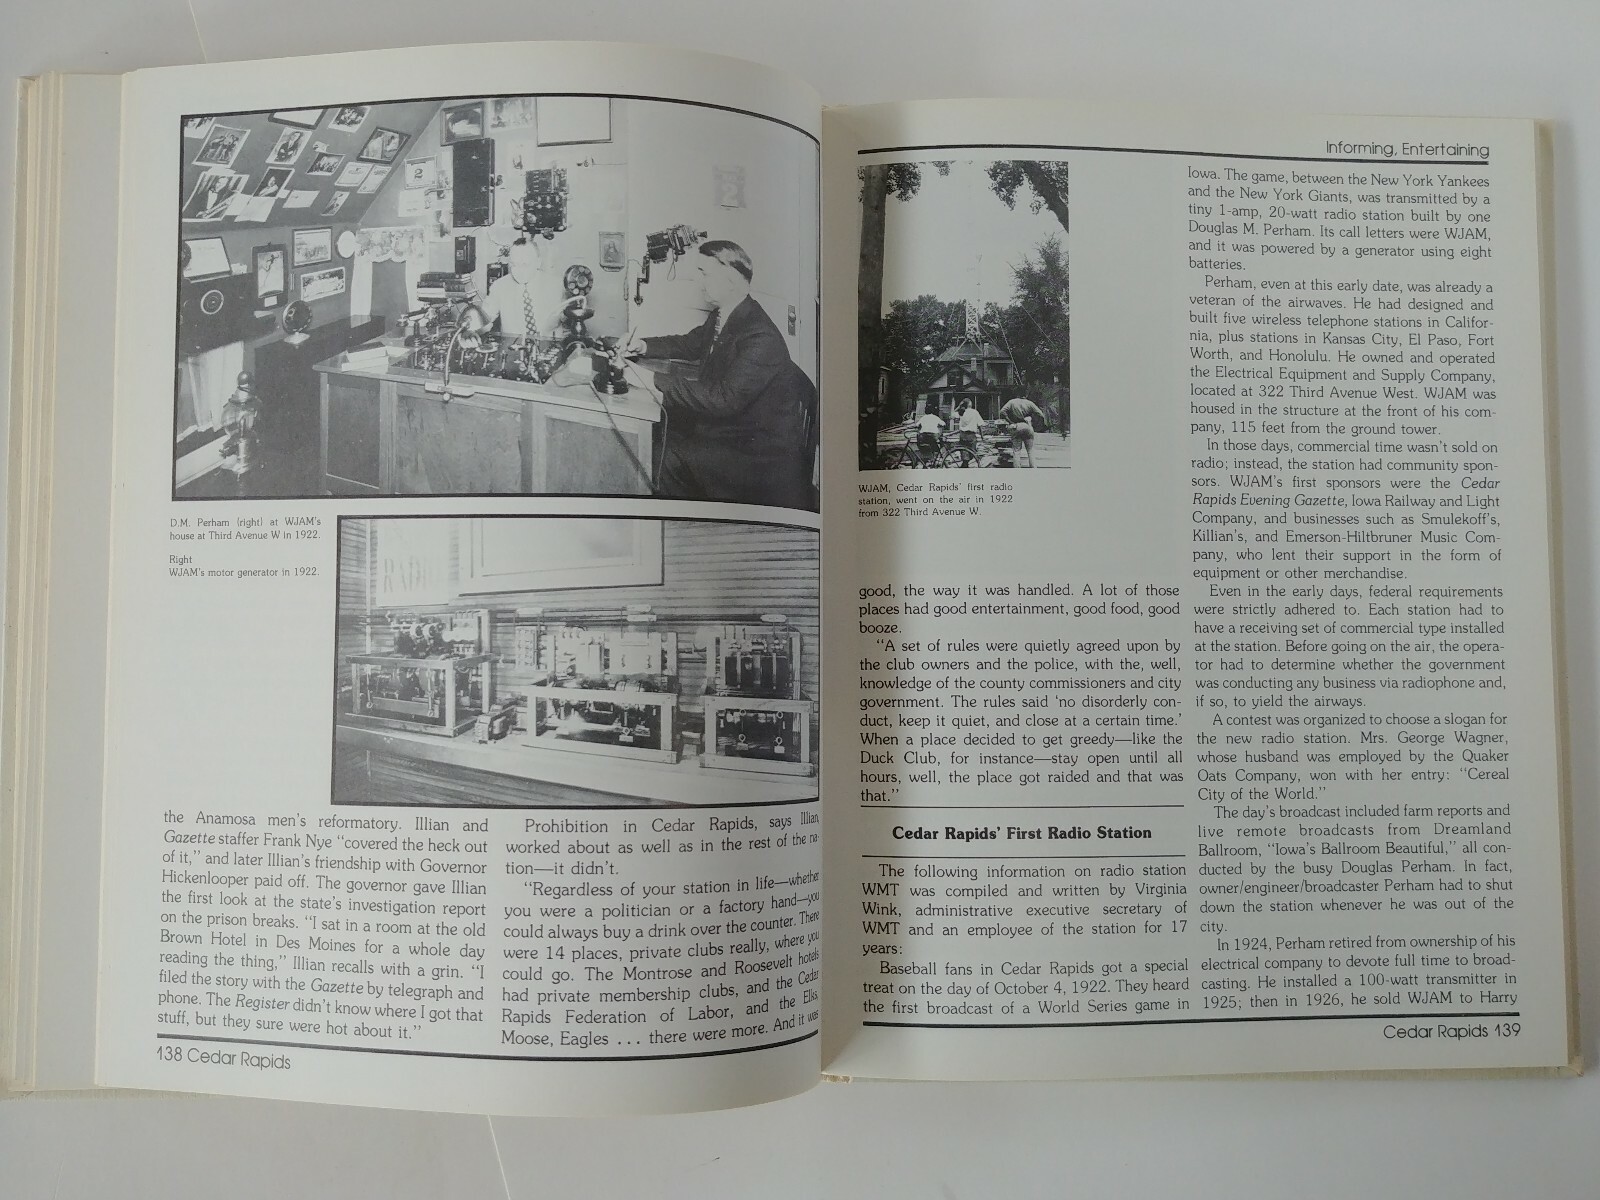 D.M. Perham (right) at WJAM's
house at Third Avenue W in 1922.
Right
WJAM's motor generator in 1922.
RADIO
the Anamosa men's reformatory. Illian and
Gazette staffer Frank Nye “covered the heck out
of it,” and later Illian's friendship with Governor
Hickenlooper paid off. The governor gave Illian
the first look at the state's investigation report
on the prison breaks. “I sat in a room at the old
Brown Hotel in Des Moines for a whole day
reading the thing,” Illian recalls with a grin. “I
filed the story with the Gazette by telegraph and
phone. The Register didn't know where I got that
stuff, but they sure were hot about it.”
Prohibition in Cedar Rapids, says Illian,
worked about as well as in the rest of the na-
tion—it didn't.
“Regardless of your station in life—whether
you were a politician or a factory hand—you
could always buy a drink over the counter. There
were 14 places, private clubs really, where you
could go. The Montrose and Roosevelt hotels
had private membership clubs, and the Cedar
Rapids Federation of Labor, and the Elks,
Moose, Eagles . . . there were more. And it was
138 Cedar Rapids
Informing, Entertaining
WJAM, Cedar Rapids' first radio
station, went on the air in 1922
from 322 Third Avenue W.
good, the way it was handled. A lot of those
places had good entertainment, good food, good
booze.
“A set of rules were quietly agreed upon by
the club owners and the police, with the, well,
knowledge of the county commissioners and city
government. The rules said ‘no disorderly con-
duct, keep it quiet, and close at a certain time.’
When a place decided to get greedy—like the
Duck Club, for instance—stay open until all
hours, well, the place got raided and that was
that.”
Cedar Rapids' First Radio Station
The following information on radio station
WMT was compiled and written by Virginia
Wink, administrative executive secretary of
WMT and an employee of the station for 17
years:
Baseball fans in Cedar Rapids got a special
treat on the day of October 4, 1922. They heard
the first broadcast of a World Series game in
Iowa. The game, between the New York Yankees
and the New York Giants, was transmitted by a
tiny 1-amp, 20-watt radio station built by one
Douglas M. Perham. Its call letters were WJAM,
and it was powered by a generator using eight
batteries.
Perham, even at this early date, was already a
veteran of the airwaves. He had designed and
built five wireless telephone stations in Califor-
nia, plus stations in Kansas City, El Paso, Fort
Worth, and Honolulu. He owned and operated
the Electrical Equipment and Supply Company,
located at 322 Third Avenue West. WJAM was
housed in the structure at the front of his com-
pany, 115 feet from the ground tower.
In those days, commercial time wasn't sold on
radio; instead, the station had community spon-
sors. WJAM's first sponsors were the Cedar
Rapids Evening Gazette, Iowa Railway and Light
Company, and businesses such as Smulekoff's,
Killian's, and Emerson-Hiltbruner Music Com-
pany, who lent their support in the form of
equipment or other merchandise.
Even in the early days, federal requirements
were strictly adhered to. Each station had to
have a receiving set of commercial type installed
at the station. Before going on the air, the opera-
tor had to determine whether the government
was conducting any business via radiophone and,
if so, to yield the airways.
A contest was organized to choose a slogan for
the new radio station. Mrs. George Wagner,
whose husband was employed by the Quaker
Oats Company, won with her entry: “Cereal
City of the World.”
The day's broadcast included farm reports and
live remote broadcasts from Dreamland
Ballroom, “Iowa's Ballroom Beautiful,” all con-
ducted by the busy Douglas Perham. In fact,
owner/engineer/broadcaster Perham had to shut
down the station whenever he was out of the
city.
In 1924, Perham retired from ownership of his
electrical company to devote full time to broad-
casting. He installed a 100-watt transmitter in
1925; then in 1926, he sold WJAM to Harry
Cedar Rapids 139